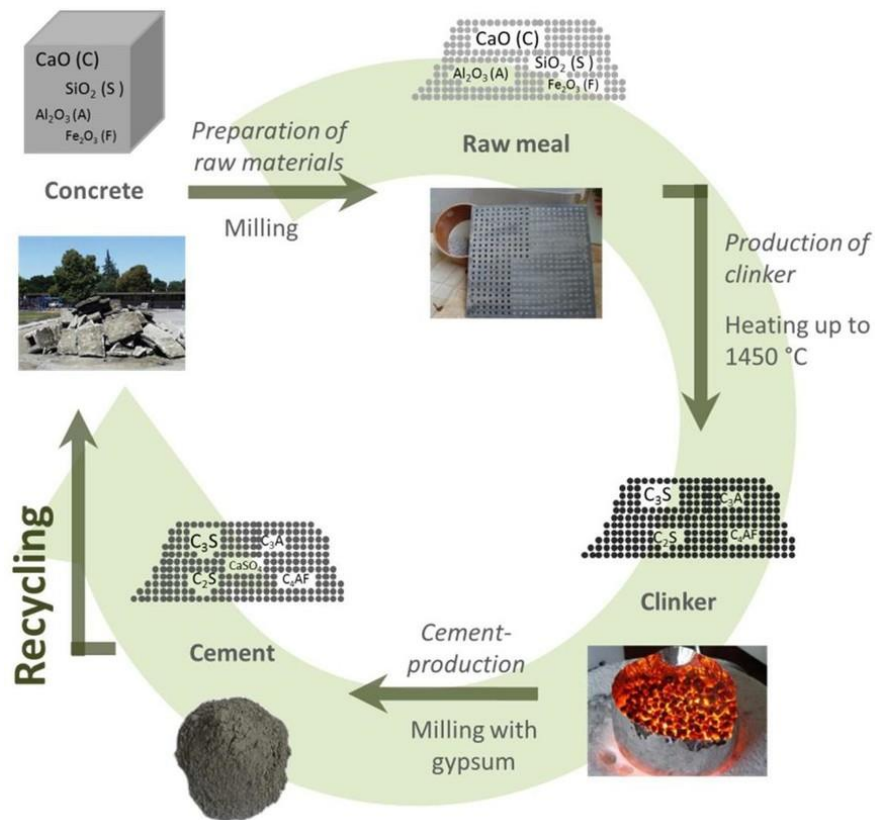 CaO (C)
SiO₂ (S )
Al₂O₃ (A)
Fe₂O₃ (F)
Concrete
Preparation of
raw materials
Milling
CaO (C)
SiO₂ (S )
Al₂O₃ (A)
Fe₂O₃ (F)
Raw meal
Production of
clinker
Heating up to
1450 °C
C₃S
C₃A
C₂S
C₄AF
Clinker
Cement-
production
Milling with
gypsum
C₃S
C₃A
CaSO₄
C₂S
C₄AF
Cement
Recycling